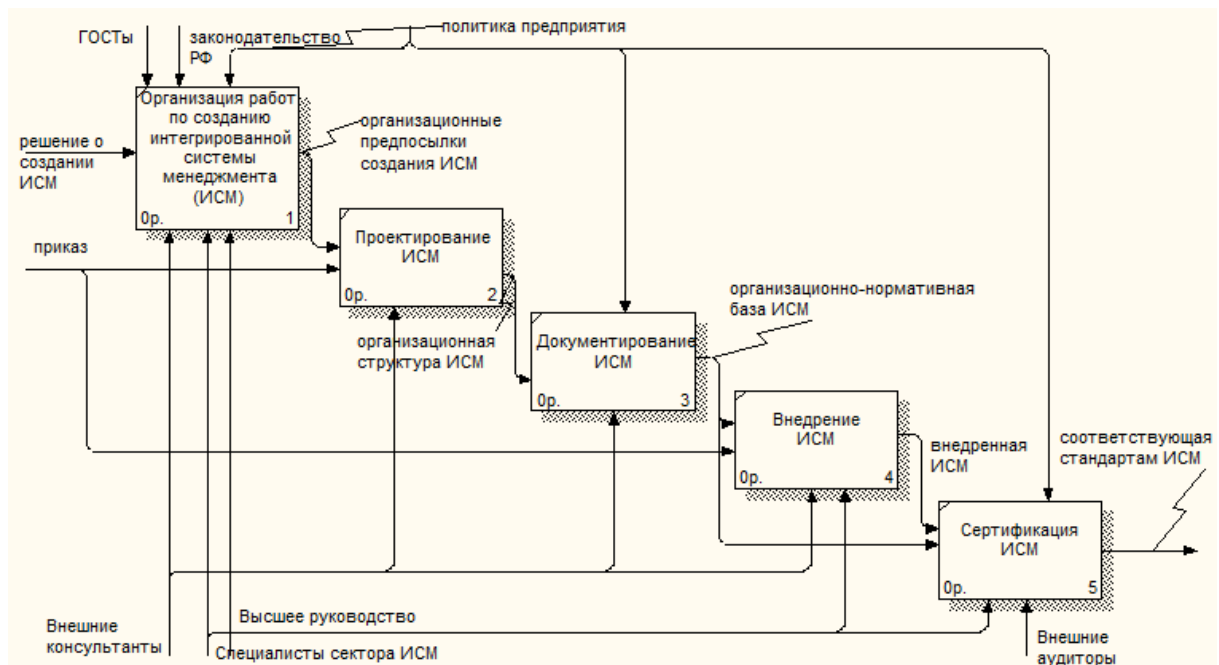 ГОСТы
законодательство
РФ
политика предприятия
Организация работ
по созданию
интегрированной
системы
менеджмента
(ИСМ)
0р. 1
решение о
создании
ИСМ
организационные
предпосылки
создания ИСМ
приказ
Проектирование
ИСМ
0р. 2
организационная
структура ИСМ
Документирование
ИСМ
0р. 3
организационно-нормативная
база ИСМ
Внедрение
ИСМ
0р. 4
внедренная
ИСМ
соответствующая
стандартам ИСМ
Сертификация
ИСМ
0р. 5
Внешние
консультанты
Высшее руководство
Специалисты сектора ИСМ
Внешние
аудиторы